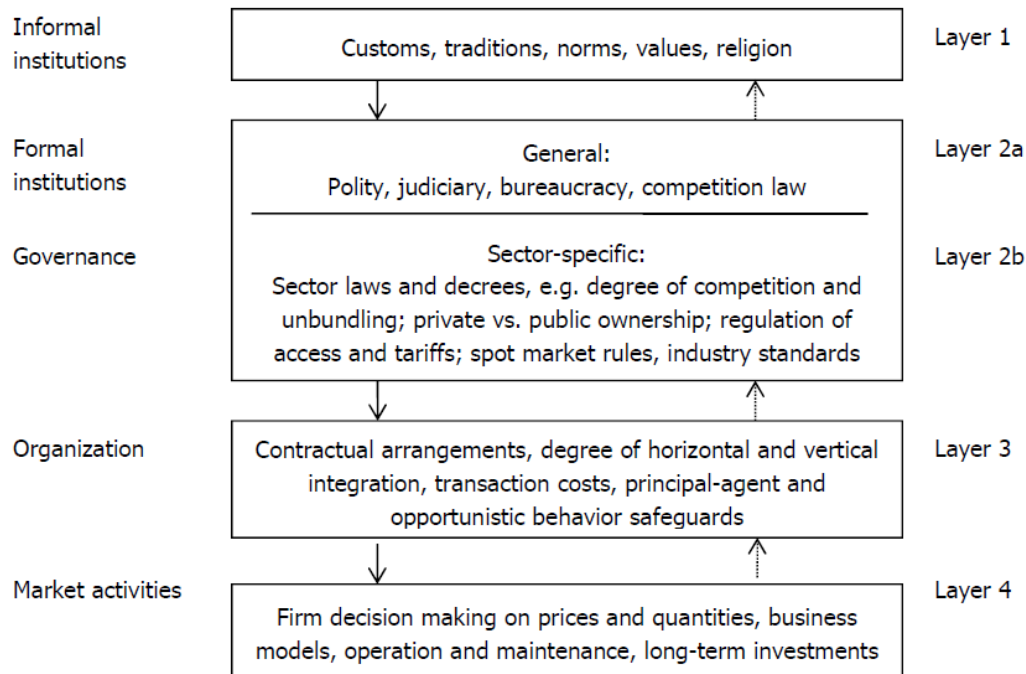 Informal
institutions
Customs, traditions, norms, values, religion
Layer 1
Formal
institutions
General:
Polity, judiciary, bureaucracy, competition law
Layer 2a
Governance
Sector-specific:
Sector laws and decrees, e.g. degree of competition and
unbundling; private vs. public ownership; regulation of
access and tariffs; spot market rules, industry standards
Layer 2b
Organization
Contractual arrangements, degree of horizontal and vertical
integration, transaction costs, principal-agent and
opportunistic behavior safeguards
Layer 3
Market activities
Firm decision making on prices and quantities, business
models, operation and maintenance, long-term investments
Layer 4